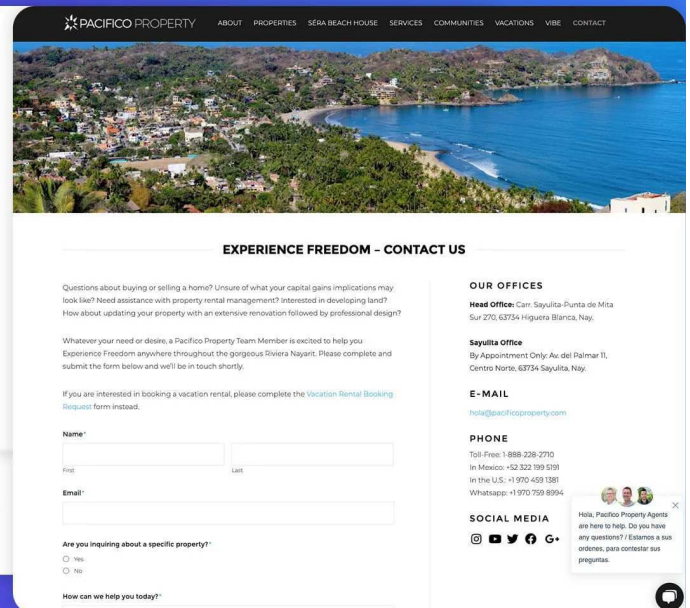 PACIFICO PROPERTY
ABOUT PROPERTIES SĒRA BEACH HOUSE SERVICES COMMUNITIES VACATIONS VIBE CONTACT
EXPERIENCE FREEDOM – CONTACT US
Questions about buying or selling a home? Unsure of what your capital gains implications may
look like? Need assistance with property rental management? Interested in developing land?
How about updating your property with an extensive renovation followed by professional design?
Whatever your need or desire, a Pacifico Property Team Member is excited to help you
Experience Freedom anywhere throughout the gorgeous Riviera Nayarit. Please complete and
submit the form below and we'll be in touch shortly.
If you are interested in booking a vacation rental, please complete the Vacation Rental Booking
Request form instead.
Name*
First Last
Email*
Are you inquiring about a specific property?*
Yes
No
How can we help you today?*
OUR OFFICES
Head Office: Carr. Sayulita-Punta de Mita
Sur 270, 63734 Higuera Blanca, Nay.
Sayulita Office
By Appointment Only: Av. del Palmar 11,
Centro Norte, 63734 Sayulita, Nay.
E-MAIL
hola@pacificoproperty.com
PHONE
Toll-Free: 1-888-228-2710
In Mexico: +52 322 199 5191
In the U.S.: +1 970 459 1381
Whatsapp: +1 970 759 8994
SOCIAL MEDIA
G+
Hola, Pacifico Property Agents
are here to help. Do you have
any questions? / Estamos a sus
ordenes, para contestar sus
preguntas.